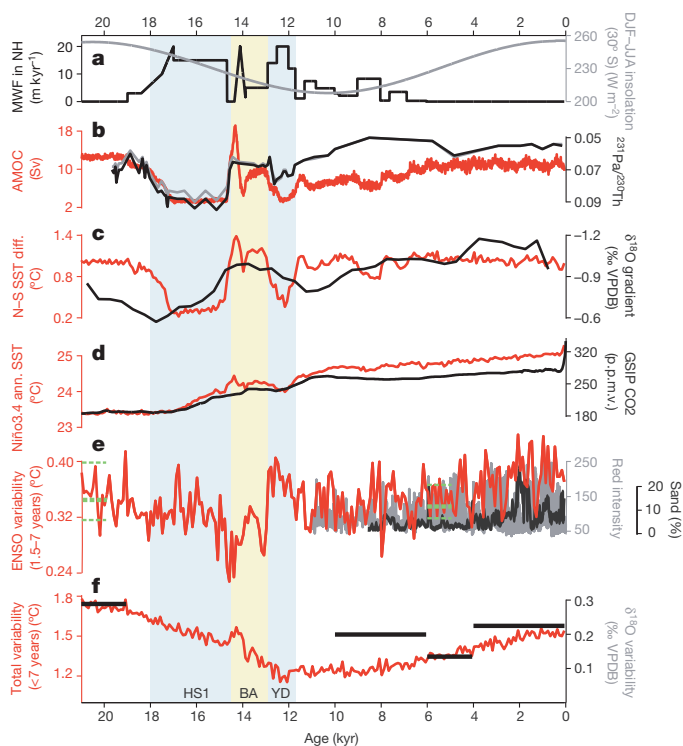 20 18 16 14 12 10 8 6 4 2 0
a
MWF in NH
(m kyr⁻¹)
20
10
0
260
230
200
DJF–JJA insolation
(30° S) (W m⁻²)
b
AMOC
(Sv)
18
10
2
0.05
0.07
0.09
²³¹Pa/²³⁰Th
c
N–S SST diff.
(°C)
1.4
0.8
0.2
−1.2
−0.9
−0.6
δ¹⁸O gradient
(‰ VPDB)
d
Niño3.4 ann. SST
(°C)
25
24
23
320
250
180
GSIP CO2
(p.p.m.v.)
e
ENSO variability
(1.5–7 years) (°C)
0.40
0.32
0.24
250
150
50
Red intensity
20
10
0
Sand (%)
f
Total variability
(<7 years) (°C)
1.8
1.5
1.2
0.3
0.2
0.1
δ¹⁸O variability
(‰ VPDB)
HS1 BA YD
20 18 16 14 12 10 8 6 4 2 0
Age (kyr)